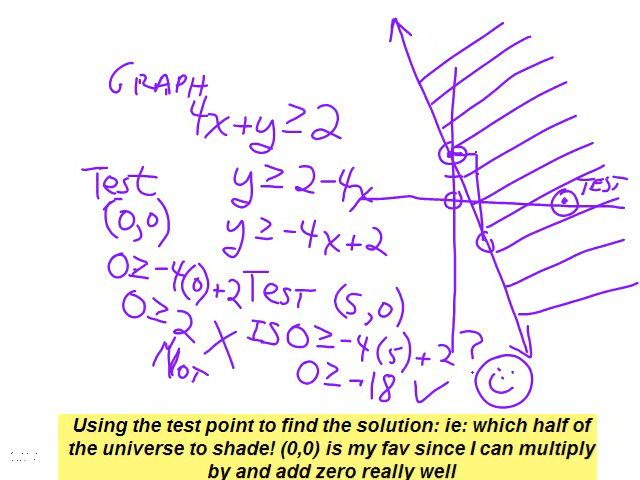 GRAPH
4x+y≥2
Test y≥2-4x
(0,0) y≥-4x+2
TEST
0≥-4(0)+2 Test (5,0)
0≥2 X IS 0≥-4(5)+2?
Not 0≥-18 ✓
Using the test point to find the solution: ie: which half of
the universe to shade! (0,0) is my fav since I can multiply
by and add zero really well